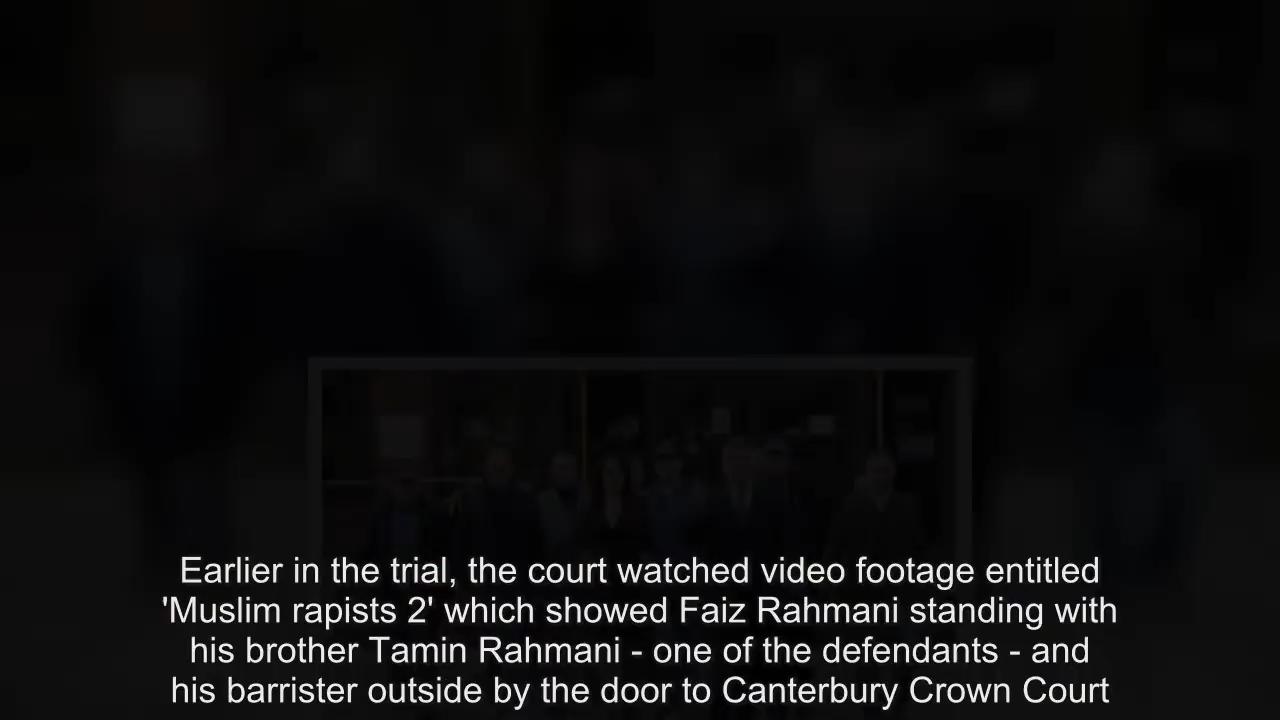 Earlier in the trial, the court watched video footage entitled
'Muslim rapists 2' which showed Faiz Rahmani standing with
his brother Tamin Rahmani - one of the defendants - and
his barrister outside by the door to Canterbury Crown Court